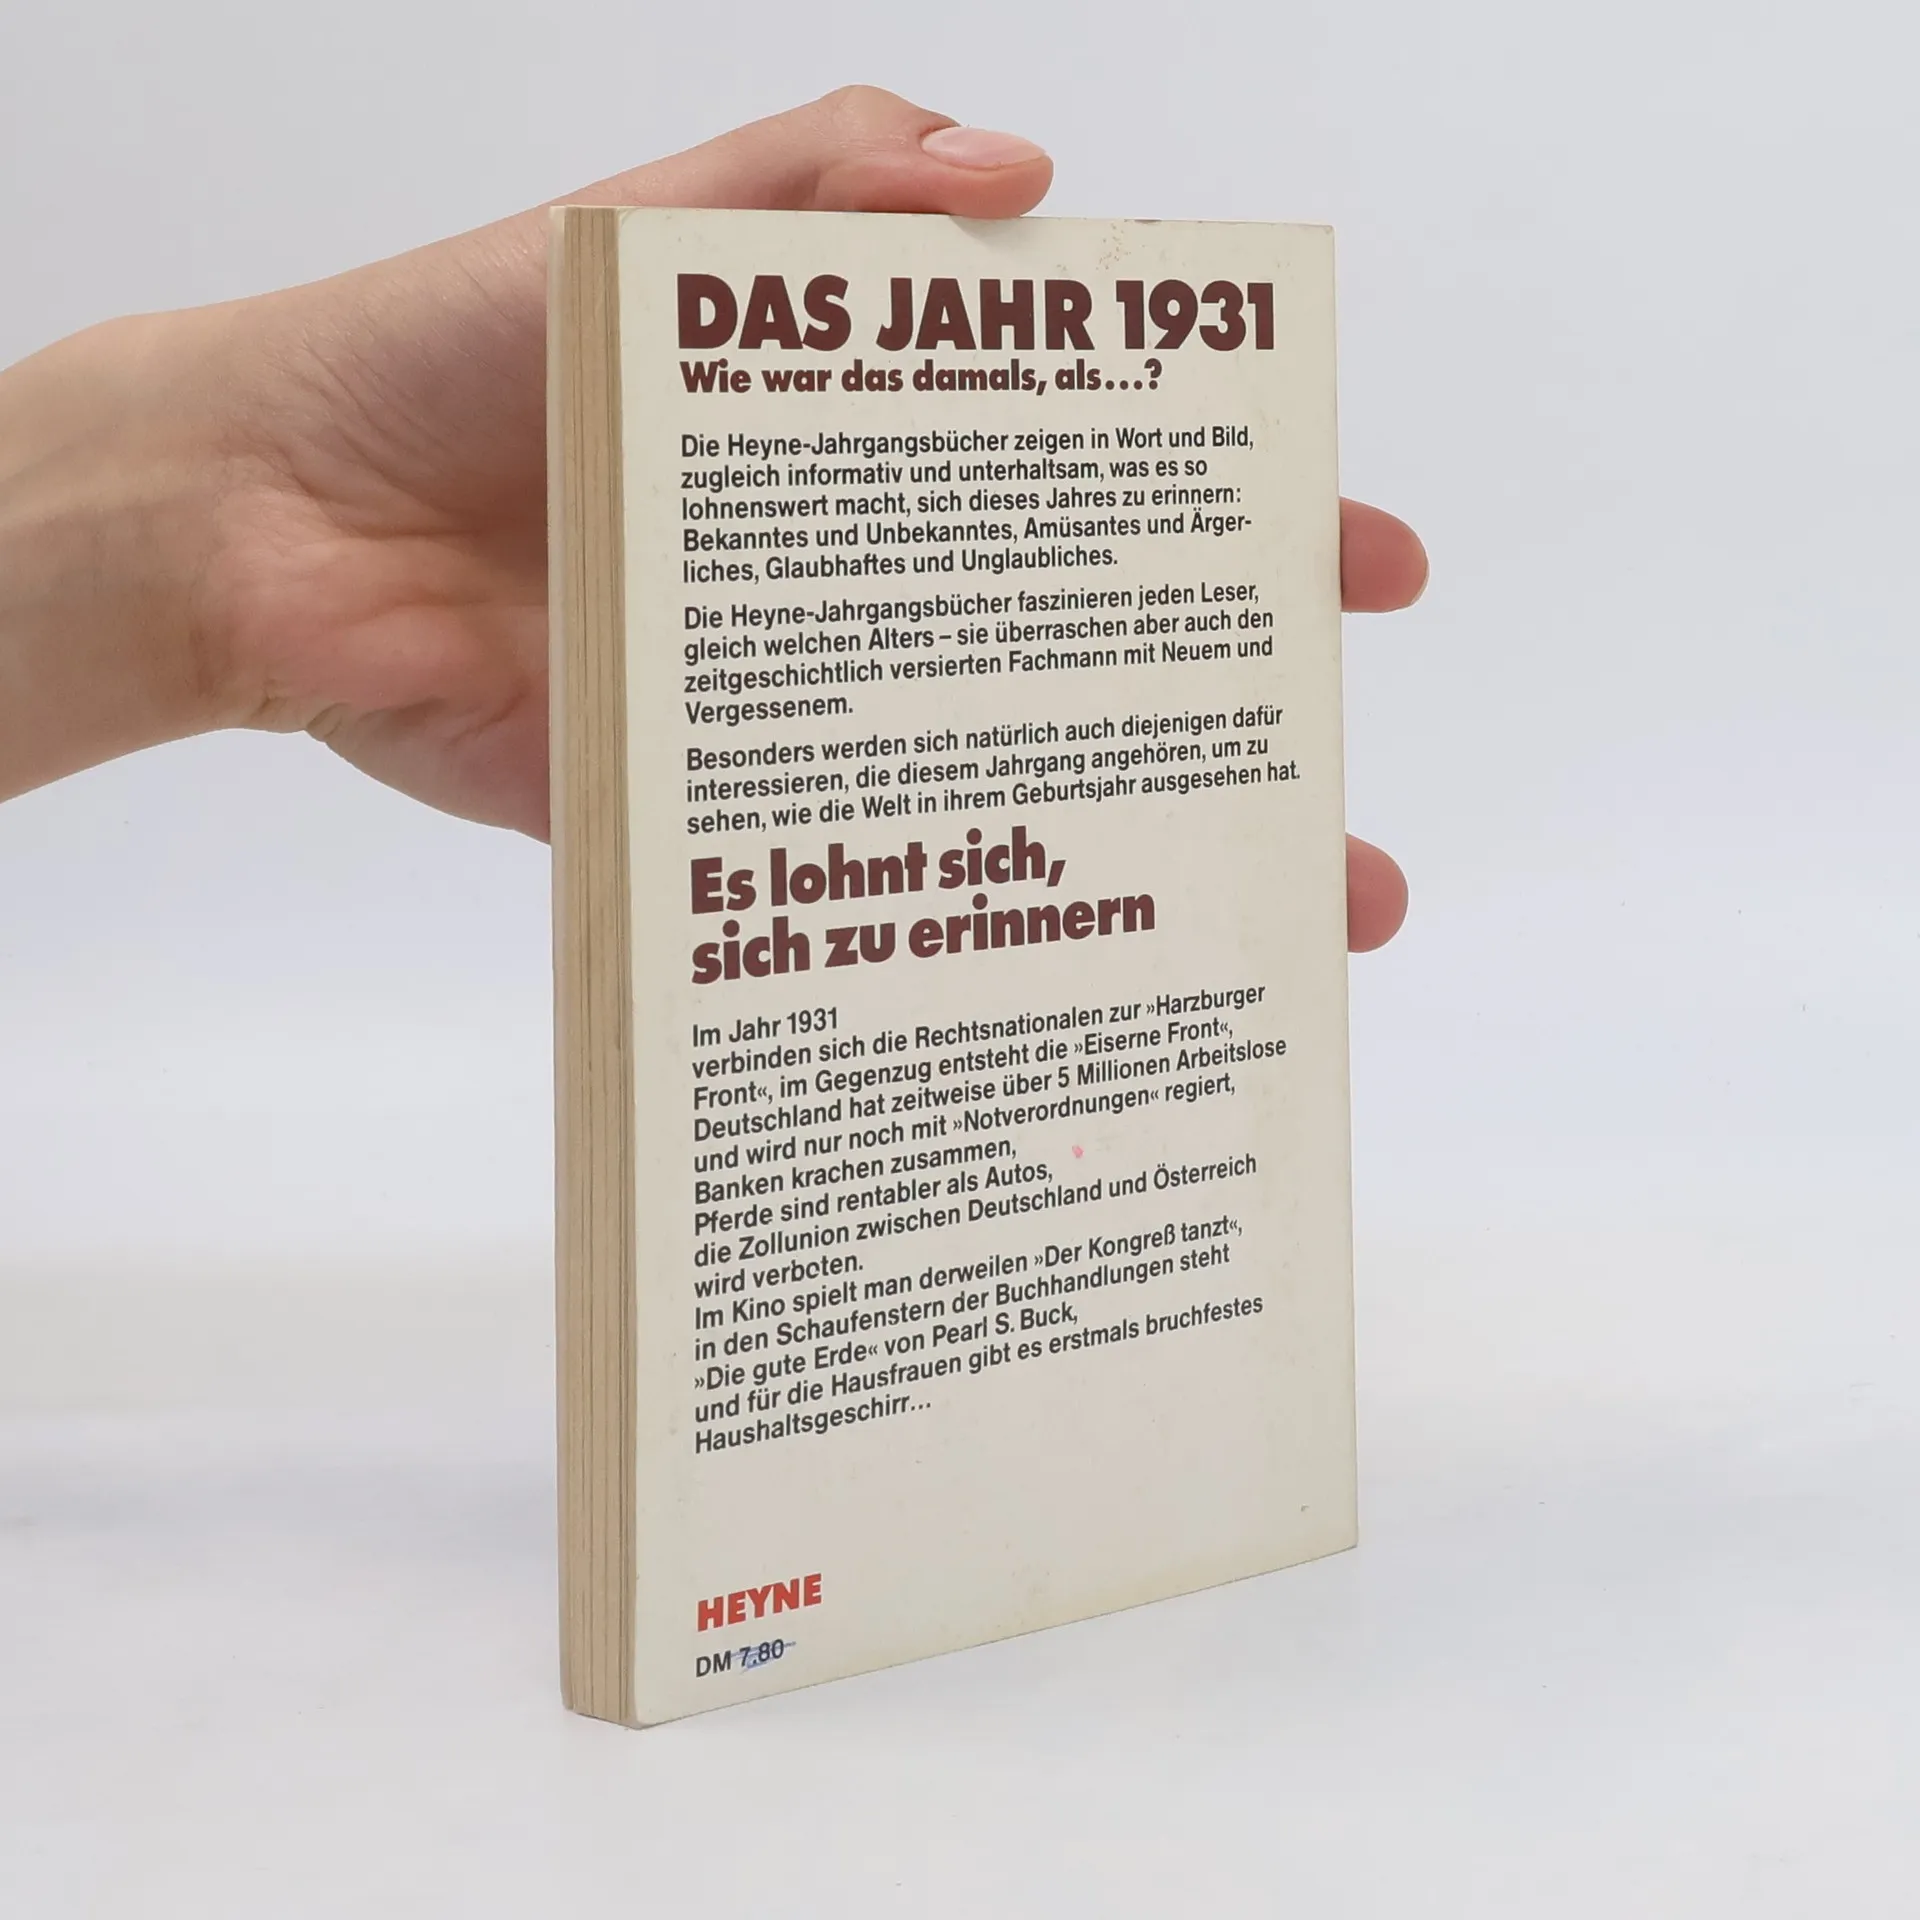 DAS JAHR 1931
Wie war das damals, als...?
Die Heyne-Jahrgangsbücher zeigen in Wort und Bild,
zugleich informativ und unterhaltsam, was es so
lohnenswert macht, sich dieses Jahres zu erinnern:
Bekanntes und Unbekanntes, Amüsantes und Ärger-
liches, Glaubhaftes und Unglaubliches.
Die Heyne-Jahrgangsbücher faszinieren jeden Leser,
gleich welchen Alters – sie überraschen aber auch den
zeitgeschichtlich versierten Fachmann mit Neuem und
Vergessenem.
Besonders werden sich natürlich auch diejenigen dafür
interessieren, die diesem Jahrgang angehören, um zu
sehen, wie die Welt in ihrem Geburtsjahr ausgesehen hat.
Es lohnt sich,
sich zu erinnern
Im Jahr 1931
verbinden sich die Rechtsnationalen zur »Harzburger
Front«, im Gegenzug entsteht die »Eiserne Front«,
Deutschland hat zeitweise über 5 Millionen Arbeitslose
und wird nur noch mit »Notverordnungen« regiert,
Banken krachen zusammen,
Pferde sind rentabler als Autos,
die Zollunion zwischen Deutschland und Österreich
wird verboten.
Im Kino spielt man derweilen »Der Kongreß tanzt«,
in den Schaufenstern der Buchhandlungen steht
»Die gute Erde« von Pearl S. Buck,
und für die Hausfrauen gibt es erstmals bruchfestes
Haushaltsgeschirr...
HEYNE
DM 7.80